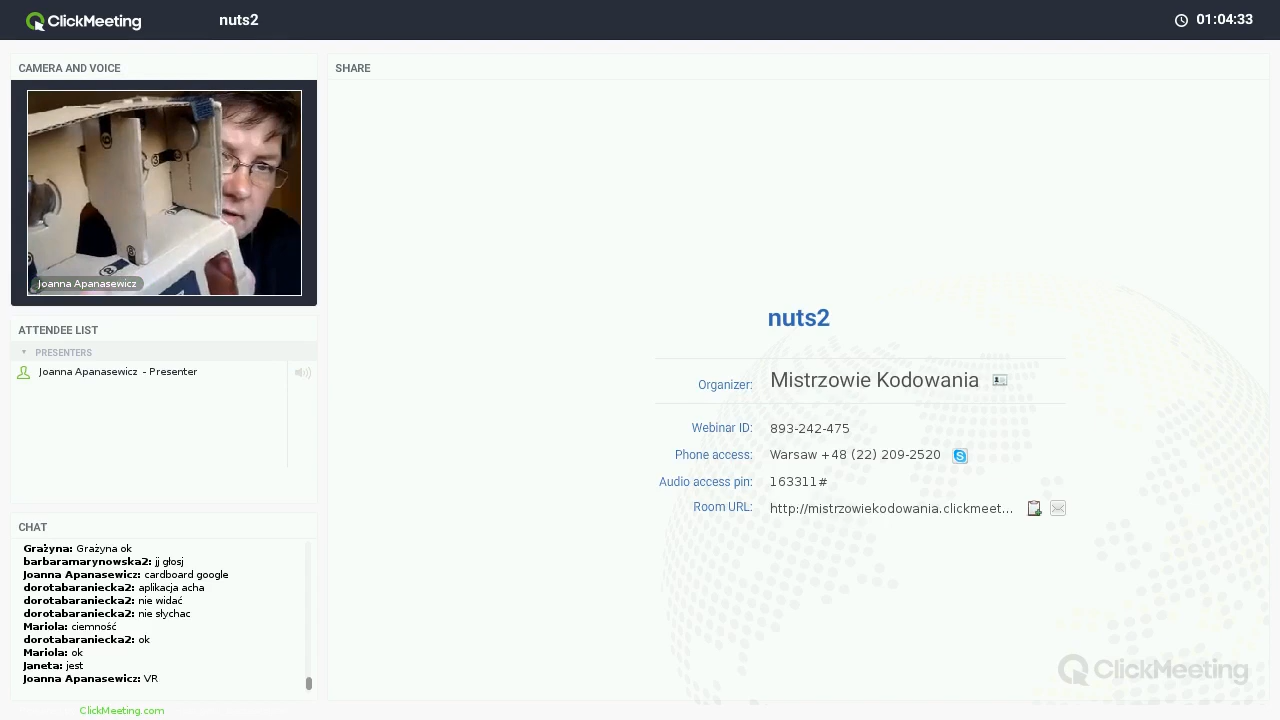 ClickMeeting
nuts2
01:04:33
CAMERA AND VOICE
Joanna Apanasewicz
ATTENDEE LIST
PRESENTERS
Joanna Apanasewicz - Presenter
CHAT
Grażyna: Grażyna ok
barbaramarynowska2: jj głosj
Joanna Apanasewicz: cardboard google
dorotabaraniecka2: aplikacja acha
dorotabaraniecka2: nie widać
dorotabaraniecka2: nie słychac
Mariola: ciemność
dorotabaraniecka2: ok
Mariola: ok
Janeta: jest
Joanna Apanasewicz: VR
ClickMeeting.com
SHARE
nuts2
Organizer: Mistrzowie Kodowania
Webinar ID: 893-242-475
Phone access: Warsaw +48 (22) 209-2520
Audio access pin: 163311#
Room URL: http://mistrzowiekodowania.clickmeet...
ClickMeeting